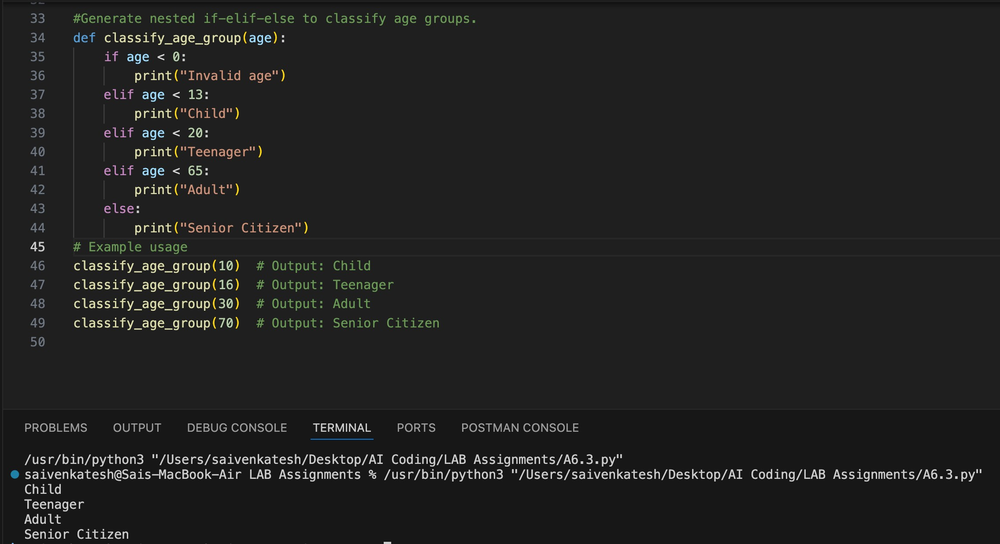 33 #Generate nested if-elif-else to classify age groups.
34 def classify_age_group(age):
35     if age < 0:
36         print("Invalid age")
37     elif age < 13:
38         print("Child")
39     elif age < 20:
40         print("Teenager")
41     elif age < 65:
42         print("Adult")
43     else:
44         print("Senior Citizen")
45 # Example usage
46 classify_age_group(10)  # Output: Child
47 classify_age_group(16)  # Output: Teenager
48 classify_age_group(30)  # Output: Adult
49 classify_age_group(70)  # Output: Senior Citizen
50
PROBLEMS OUTPUT DEBUG CONSOLE TERMINAL PORTS POSTMAN CONSOLE
/usr/bin/python3 "/Users/saivenkatesh/Desktop/AI Coding/LAB Assignments/A6.3.py"
saivenkatesh@Sais-MacBook-Air LAB Assignments % /usr/bin/python3 "/Users/saivenkatesh/Desktop/AI Coding/LAB Assignments/A6.3.py"
Child
Teenager
Adult
Senior Citizen